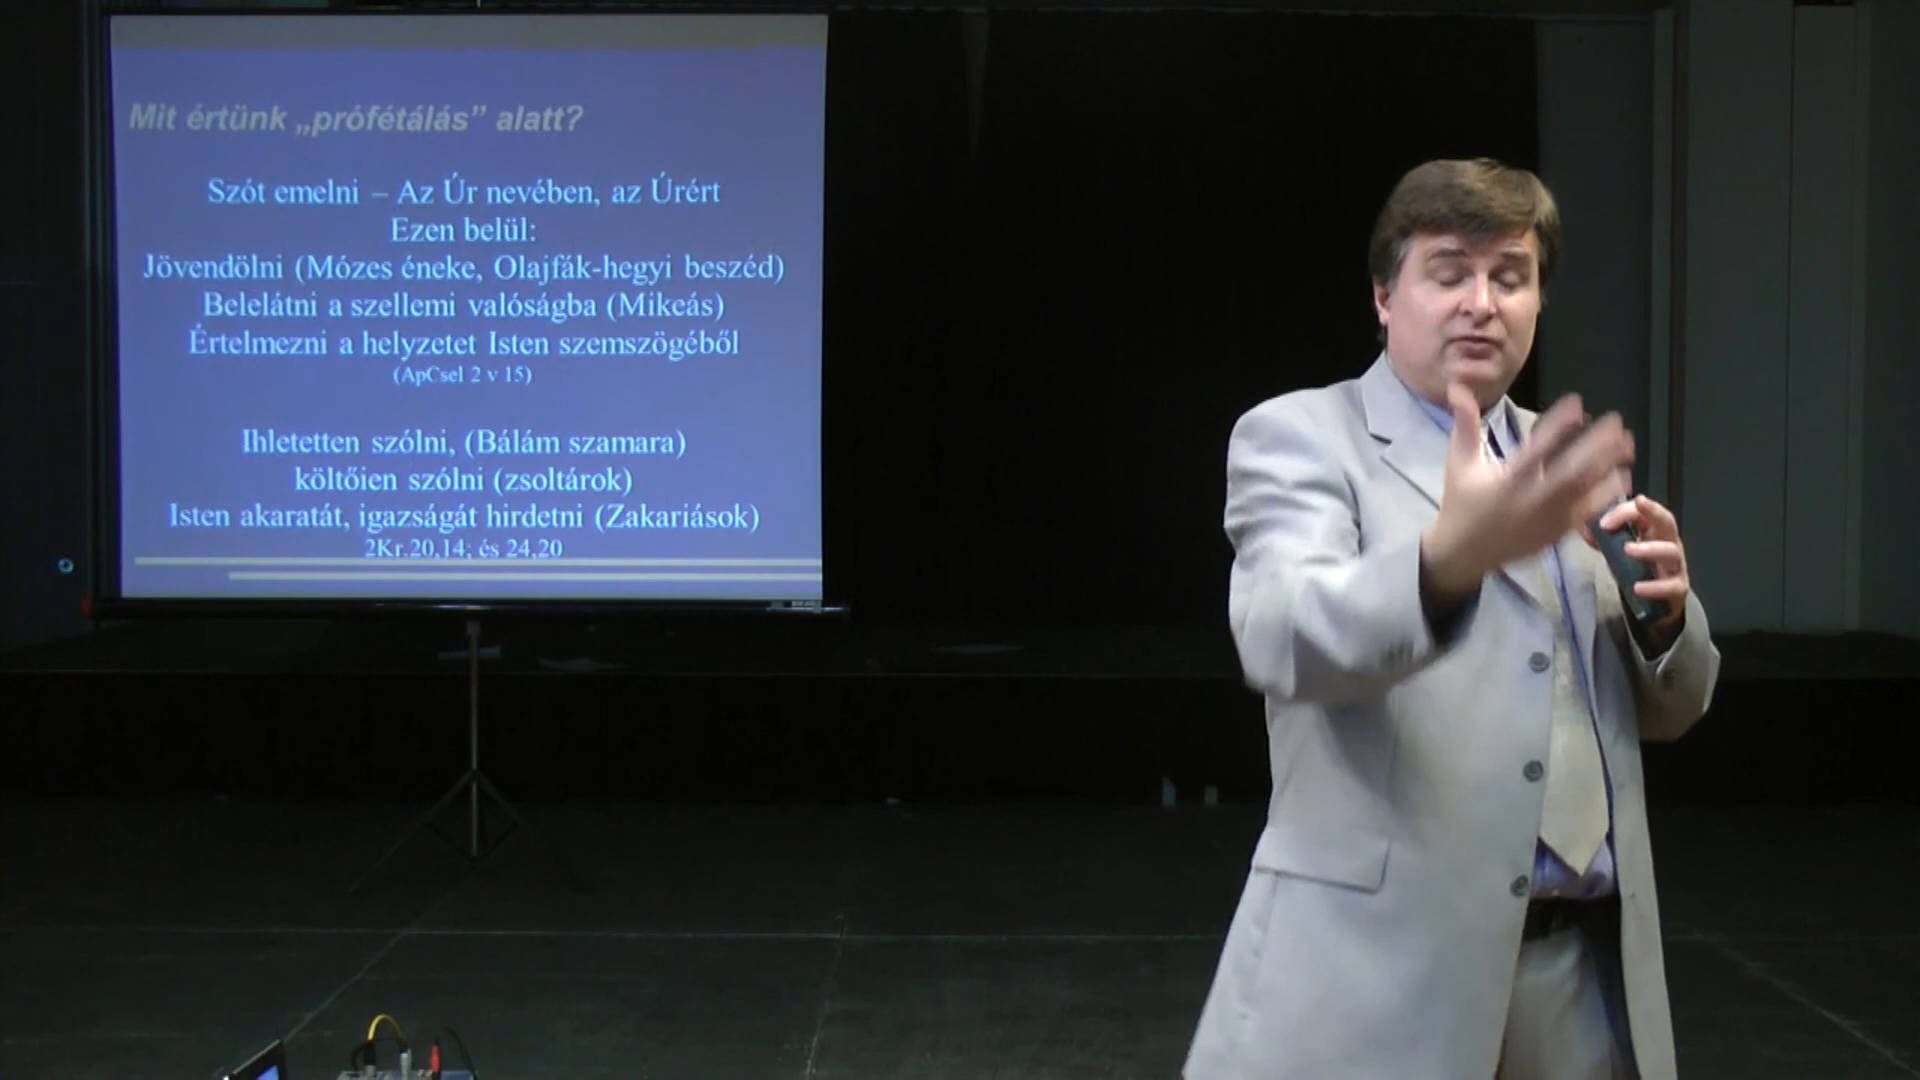 Mit értünk „prófétálás” alatt?
Szót emelni – Az Úr nevében, az Úrért
Ezen belül:
Jövendölni (Mózes éneke, Olajfák-hegyi beszéd)
Belelátni a szellemi valóságba (Mikeás)
Értelmezni a helyzetet Isten szemszögéből
(ApCsel 2 v 15)
Ihletetten szólni, (Bálám szamara)
költőien szólni (zsoltárok)
Isten akaratát, igazságát hirdetni (Zakariások)
2Kr.20,14; és 24,20